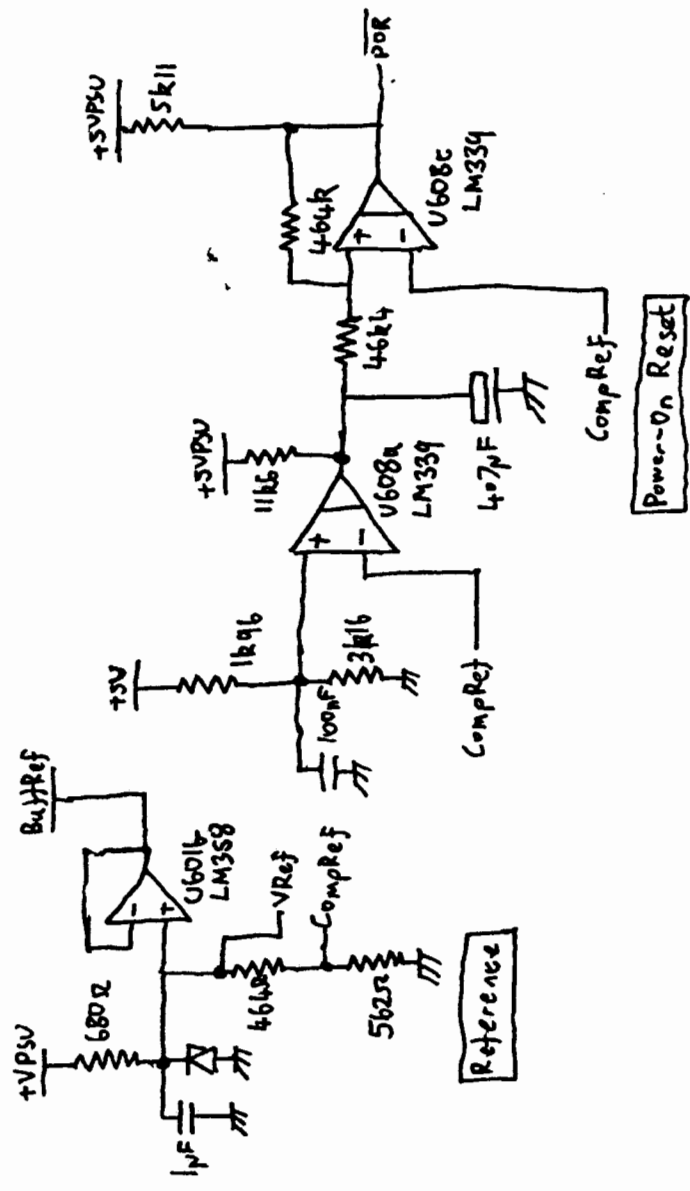 +VPSU
680Ω
1µF
BuffRef
U601b
LM358
-
+
VRef
464Ω
CompRef
562Ω
Reference
+5V
1k96
100nF
3k16
+
-
CompRef
+5VPSU
11k6
U608a
LM339
4.7µF
46k4
+5VPSU
5k11
464k
+
-
U608c
LM339
POR
CompRef
Power-On Reset